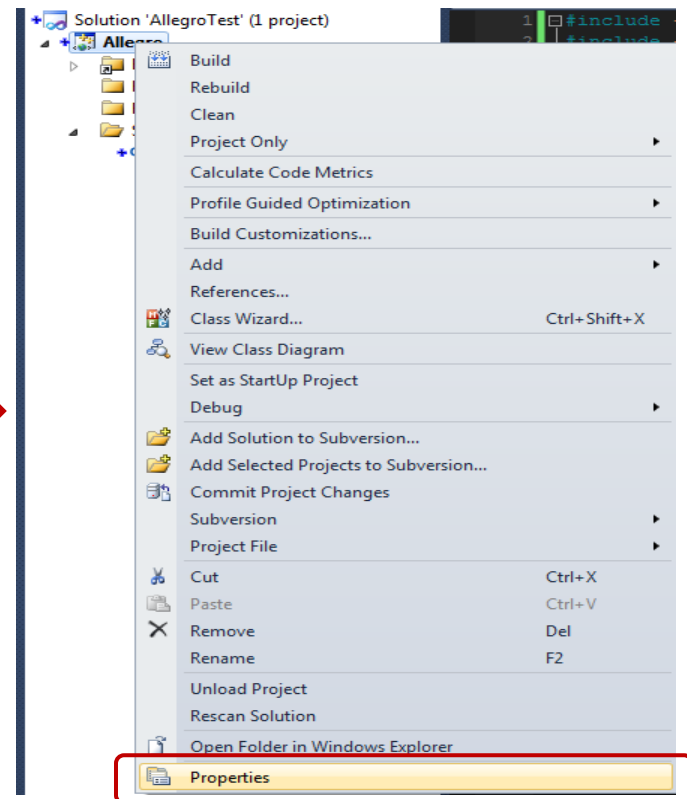 Solution 'AllegroTest' (1 project)
1 #include
2 #include
Allegro
Build
Rebuild
Clean
Project Only
Calculate Code Metrics
Profile Guided Optimization
Build Customizations...
Add
References...
Class Wizard... Ctrl+Shift+X
View Class Diagram
Set as StartUp Project
Debug
Add Solution to Subversion...
Add Selected Projects to Subversion...
Commit Project Changes
Subversion
Project File
Cut Ctrl+X
Paste Ctrl+V
Remove Del
Rename F2
Unload Project
Rescan Solution
Open Folder in Windows Explorer
Properties